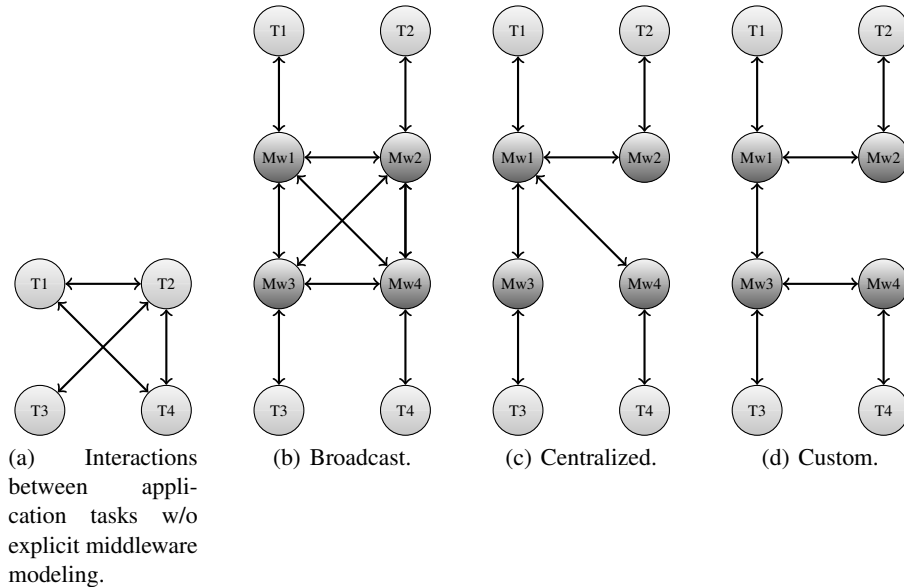 T1 T2 T1 T2 T1 T2
Mw1 Mw2 Mw1 Mw2 Mw1 Mw2
T1 T2 Mw3 Mw4 Mw3 Mw4 Mw3 Mw4
T3 T4 T3 T4 T3 T4 T3 T4
(a) Interactions
between appli-
cation tasks w/o
explicit middleware
modeling.
(b) Broadcast.
(c) Centralized.
(d) Custom.